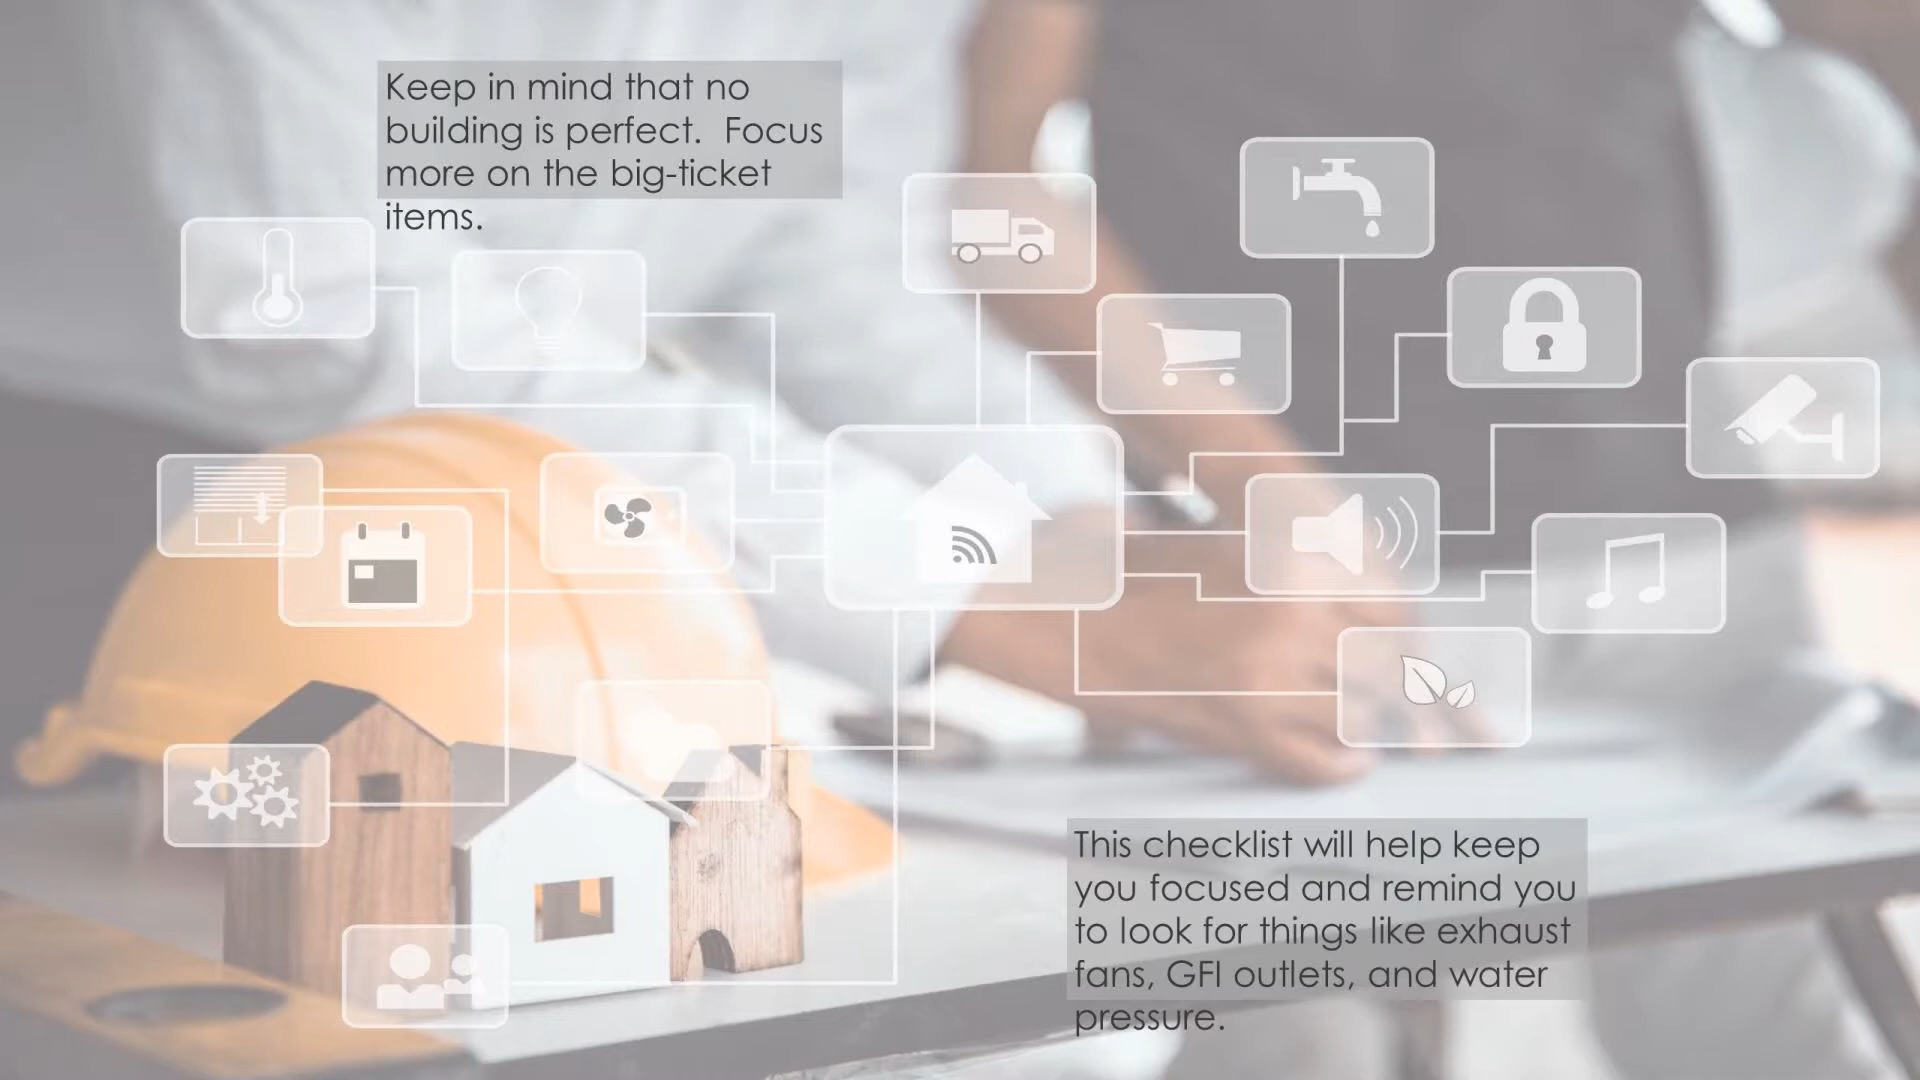 Keep in mind that no
building is perfect.  Focus
more on the big-ticket
items.
This checklist will help keep
you focused and remind you
to look for things like exhaust
fans, GFI outlets, and water
pressure.